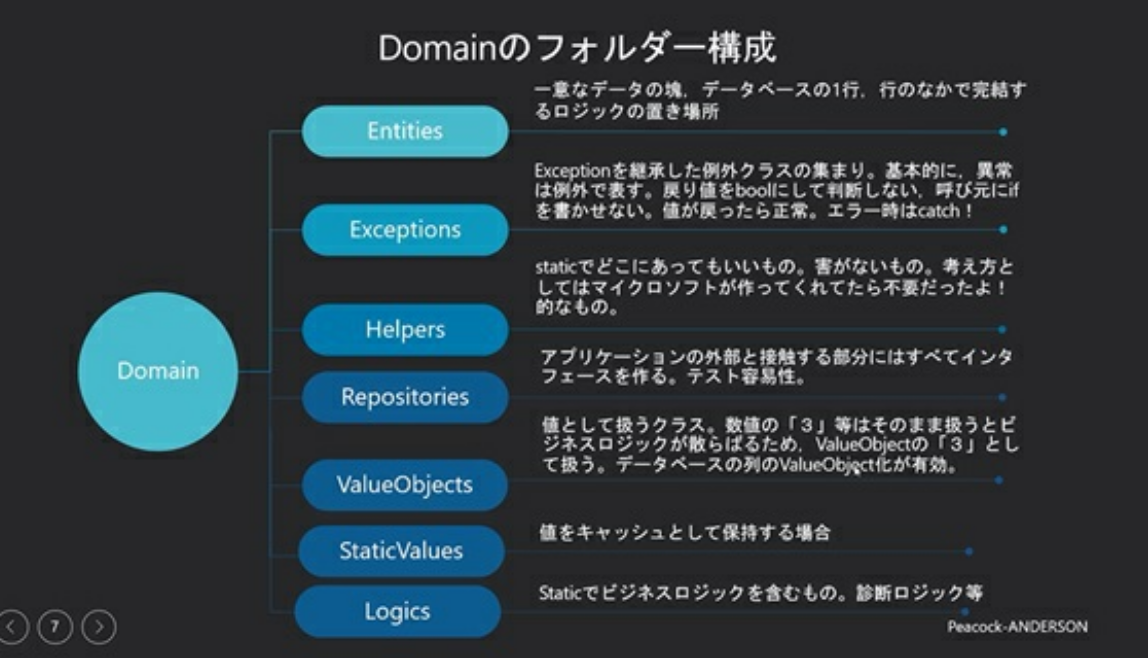 Domainのフォルダー構成
一意なデータの塊，データベースの1行，行のなかで完結す
るロジックの置き場所
Entities
Exceptionを継承した例外クラスの集まり。基本的に，異常
は例外で表す。戻り値をboolにして判断しない，呼び元にif
を書かせない。値が戻ったら正常。エラー時はcatch！
Exceptions
staticでどこにあってもいいもの。害がないもの。考え方と
してはマイクロソフトが作ってくれてたら不要だったよ！
的なもの。
Helpers
Domain
アプリケーションの外部と接触する部分にはすべてインタ
フェースを作る。テスト容易性。
Repositories
値として扱うクラス。数値の「３」等はそのまま扱うとビ
ジネスロジックが散らばるため，ValueObjectの「３」とし
て扱う。データベースの列のValueObject化が有効。
ValueObjects
値をキャッシュとして保持する場合
StaticValues
Staticでビジネスロジックを含むもの。診断ロジック等
Logics
7
Peacock-ANDERSON